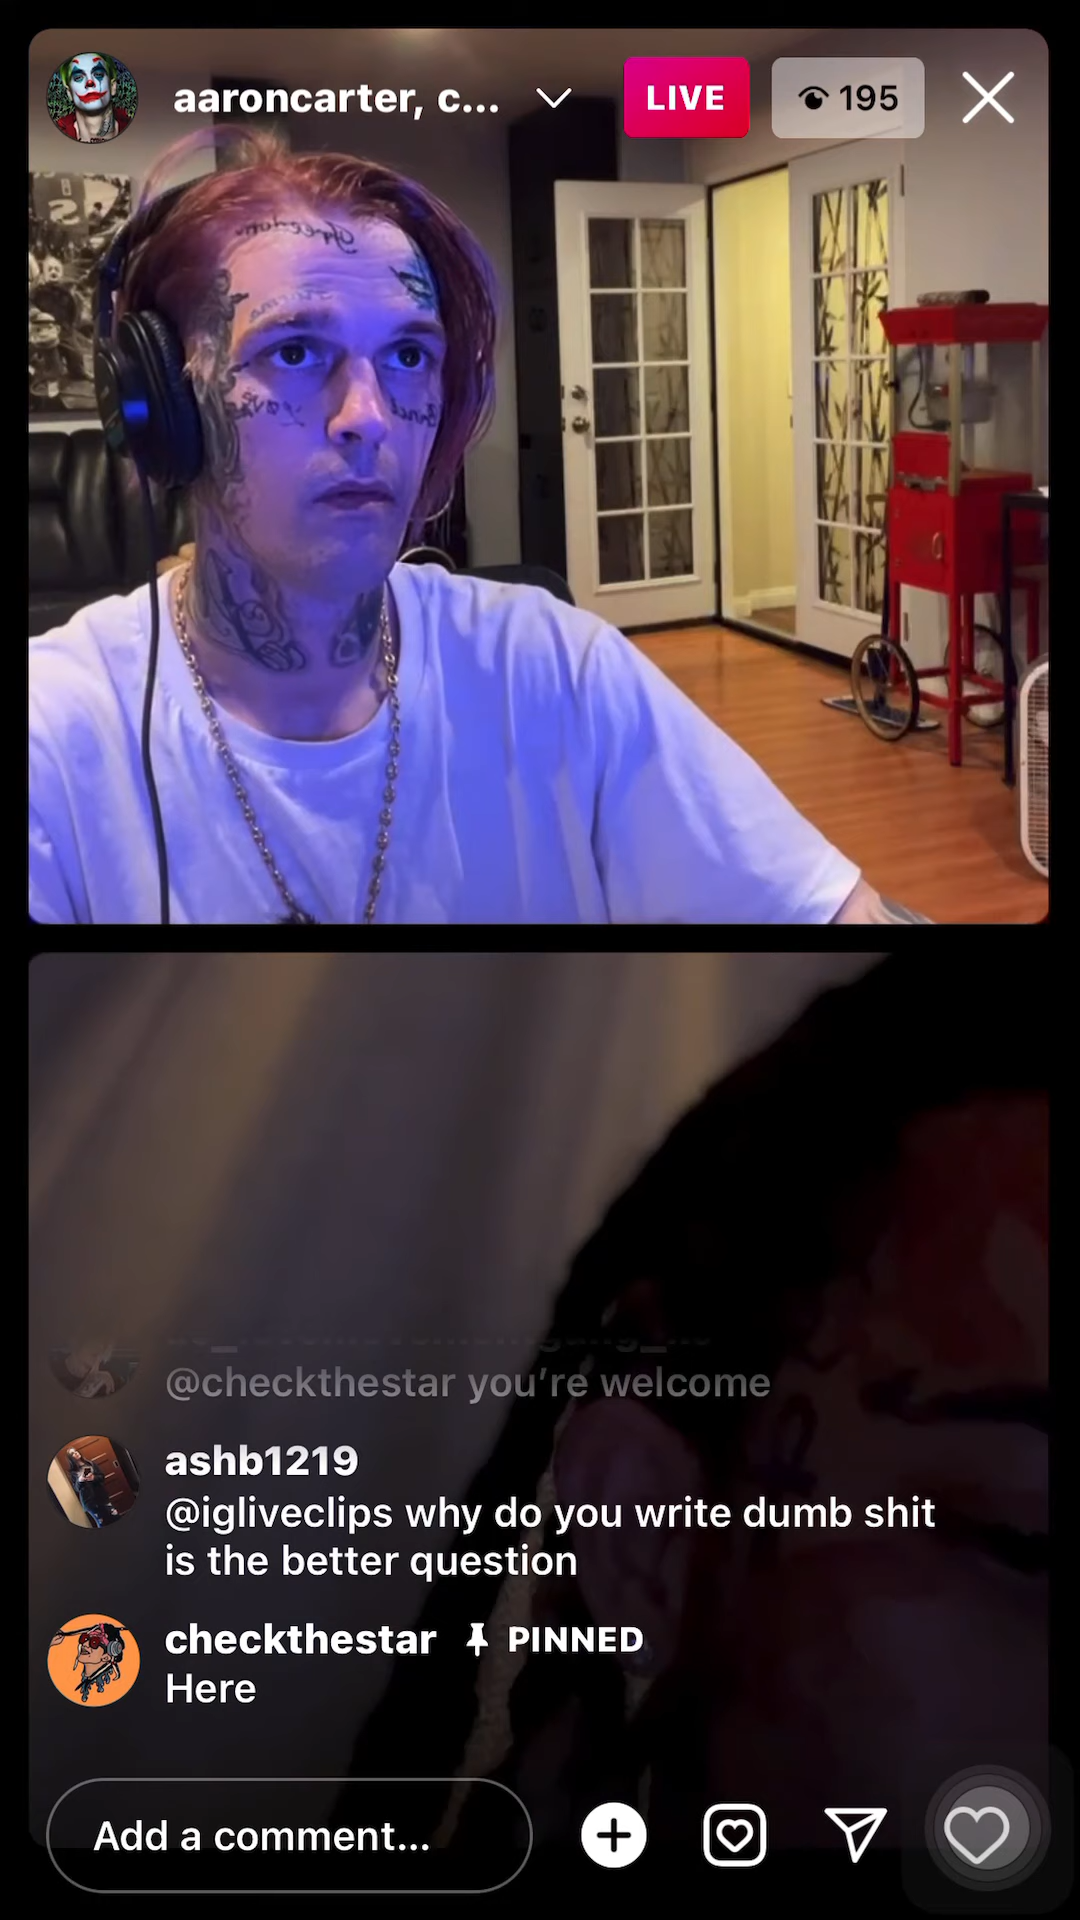 aaroncarter, c...
LIVE
195
@checkthestar you're welcome
ashb1219
@igliveclips why do you write dumb shit
is the better question
checkthestar PINNED
Here
Add a comment...